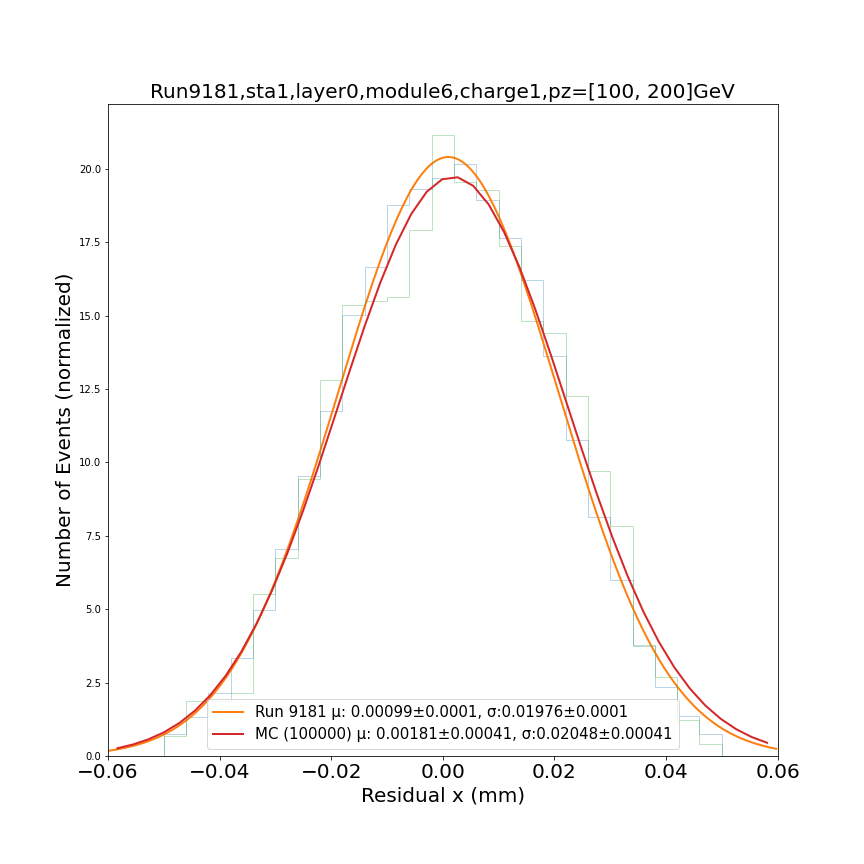 Run9181,sta1,layer0,module6,charge1,pz=[100, 200]GeV
Number of Events (normalized)
20.0
17.5
15.0
12.5
10.0
7.5
5.0
2.5
0.0
Run 9181 μ: 0.00099±0.0001, σ:0.01976±0.0001
MC (100000) μ: 0.00181±0.00041, σ:0.02048±0.00041
−0.06 −0.04 −0.02 0.00 0.02 0.04 0.06
Residual x (mm)